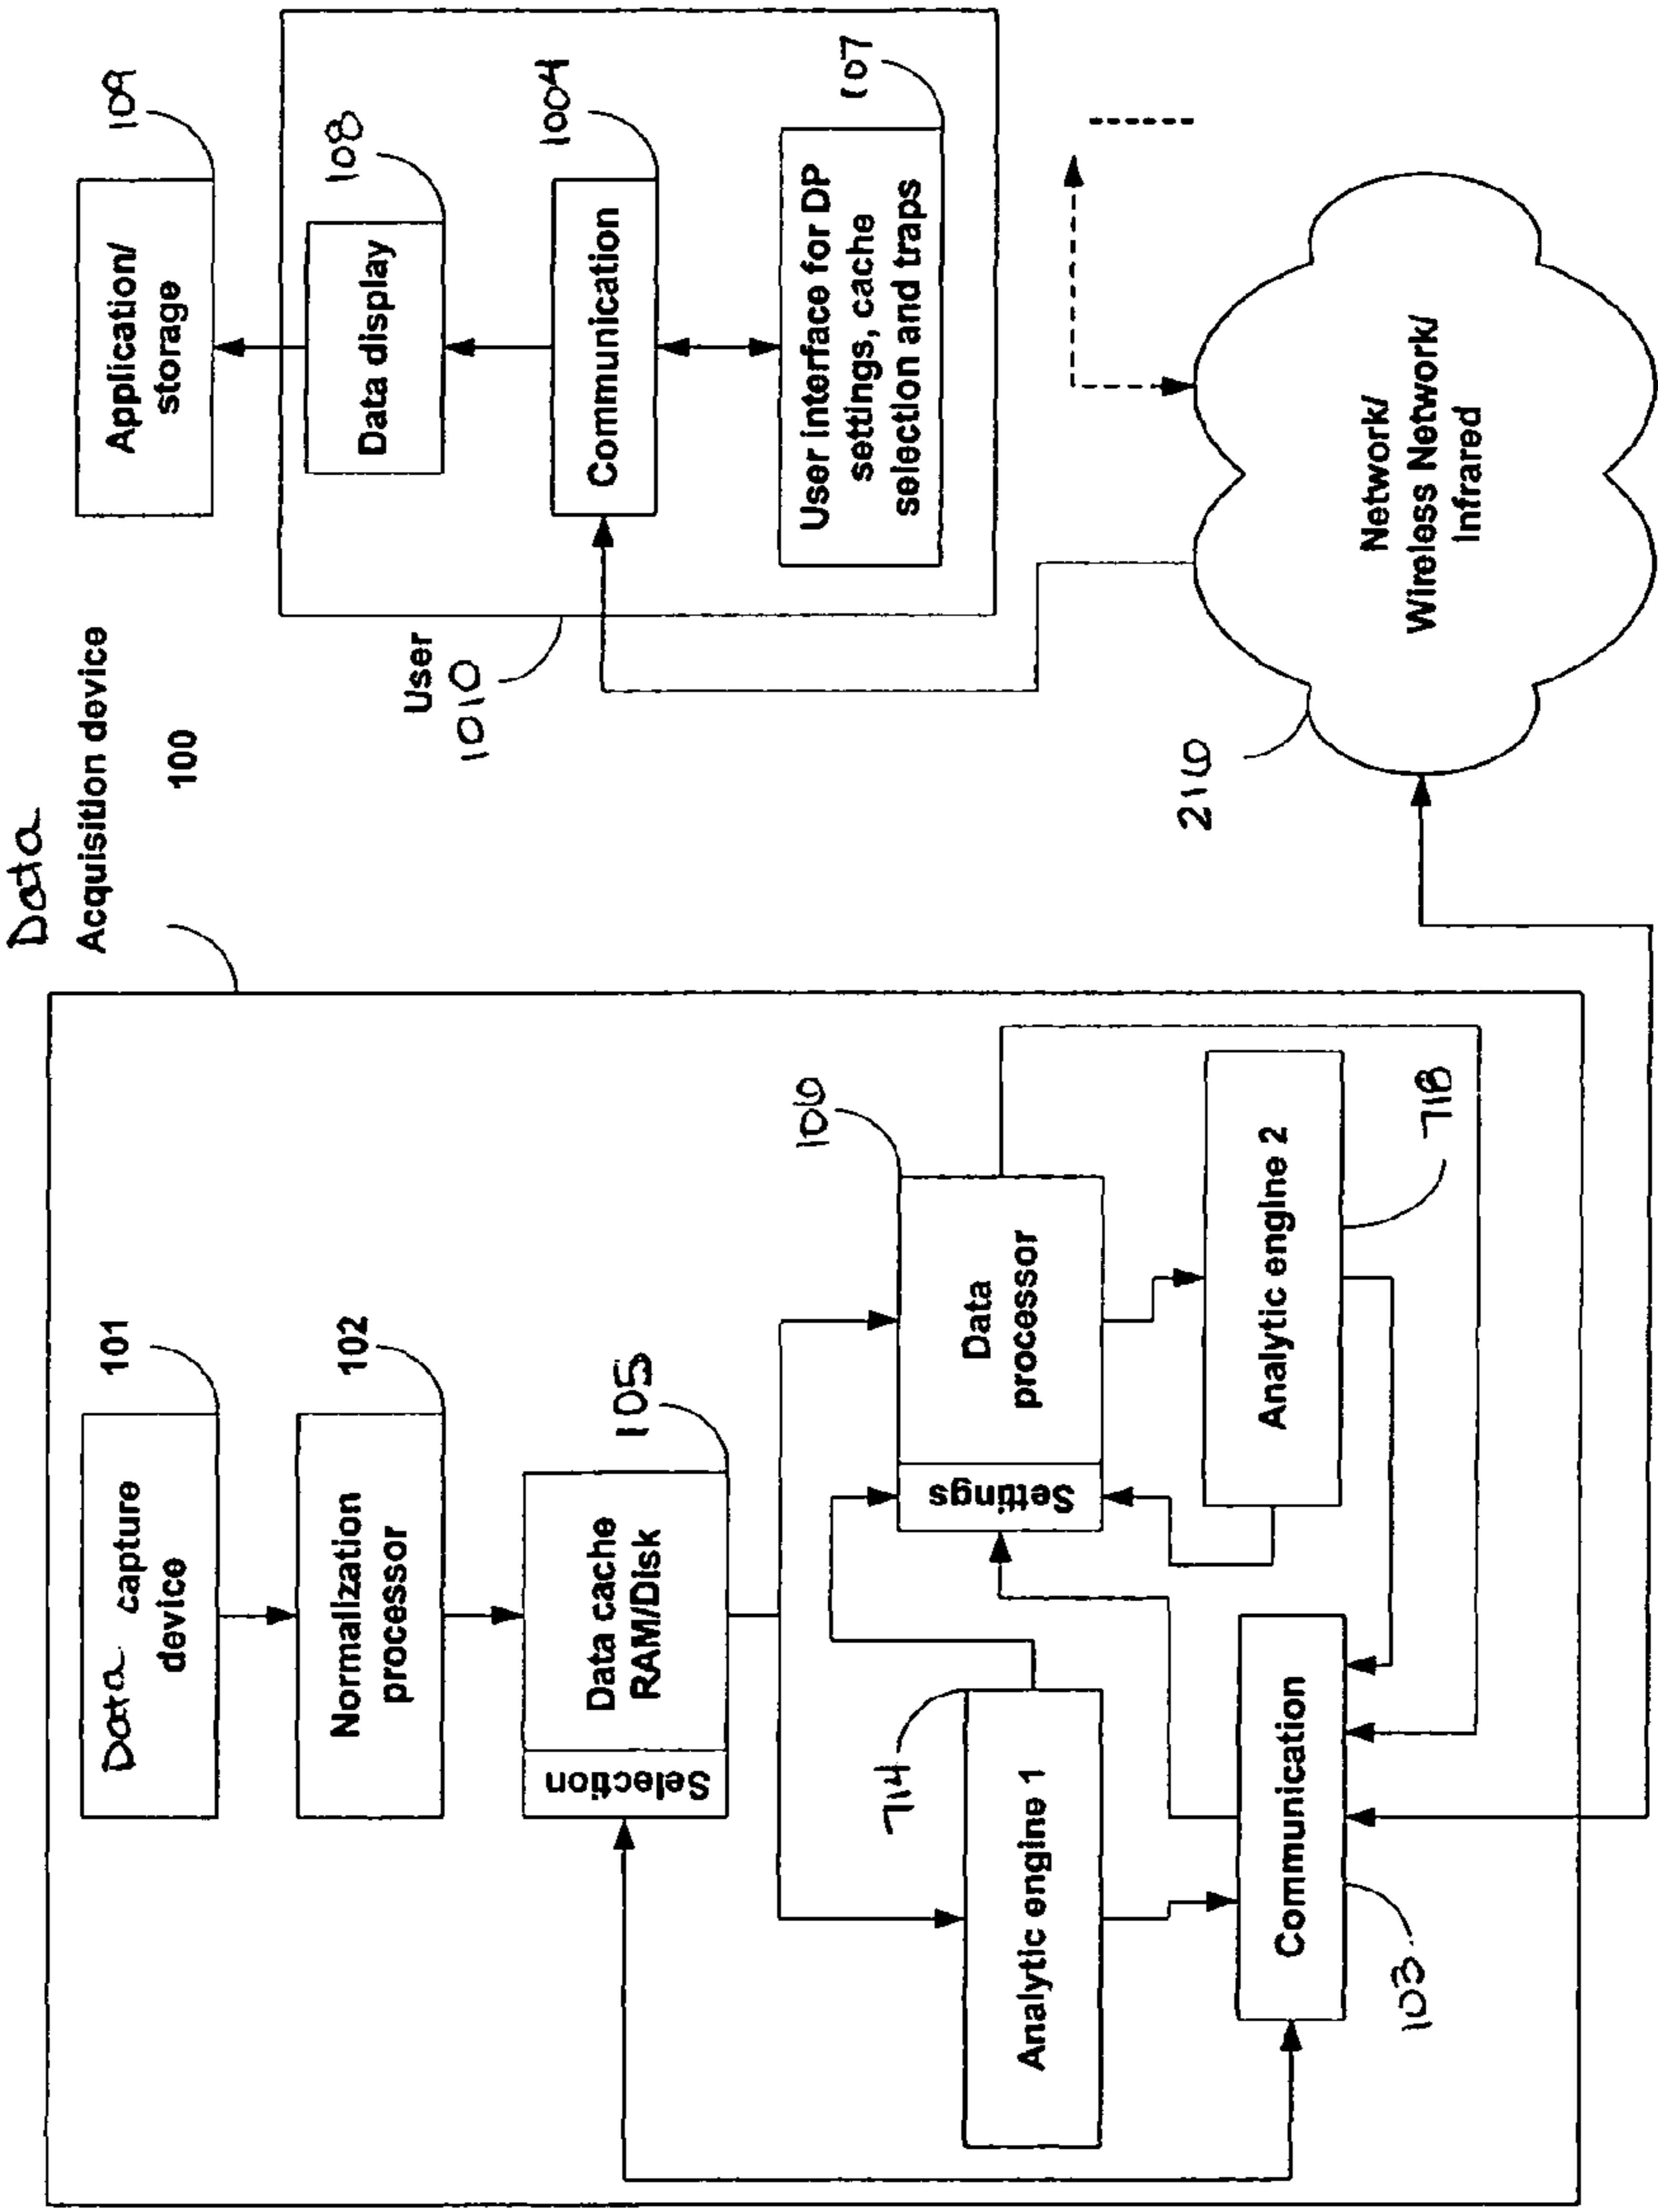 Data
Acquisition device
100
Data capture
device
101
Normalization
processor
102
Selection
Data cache
RAM/Disk
105
Analytic engine 1
714
Settings
Data
processor
106
Analytic engine 2
718
Communication
103
Application/
storage
109
User
1010
Data display
108
Communication
1004
User interface for DP
settings, cache
selection and traps
107
216
Network/
Wireless Network/
Infrared